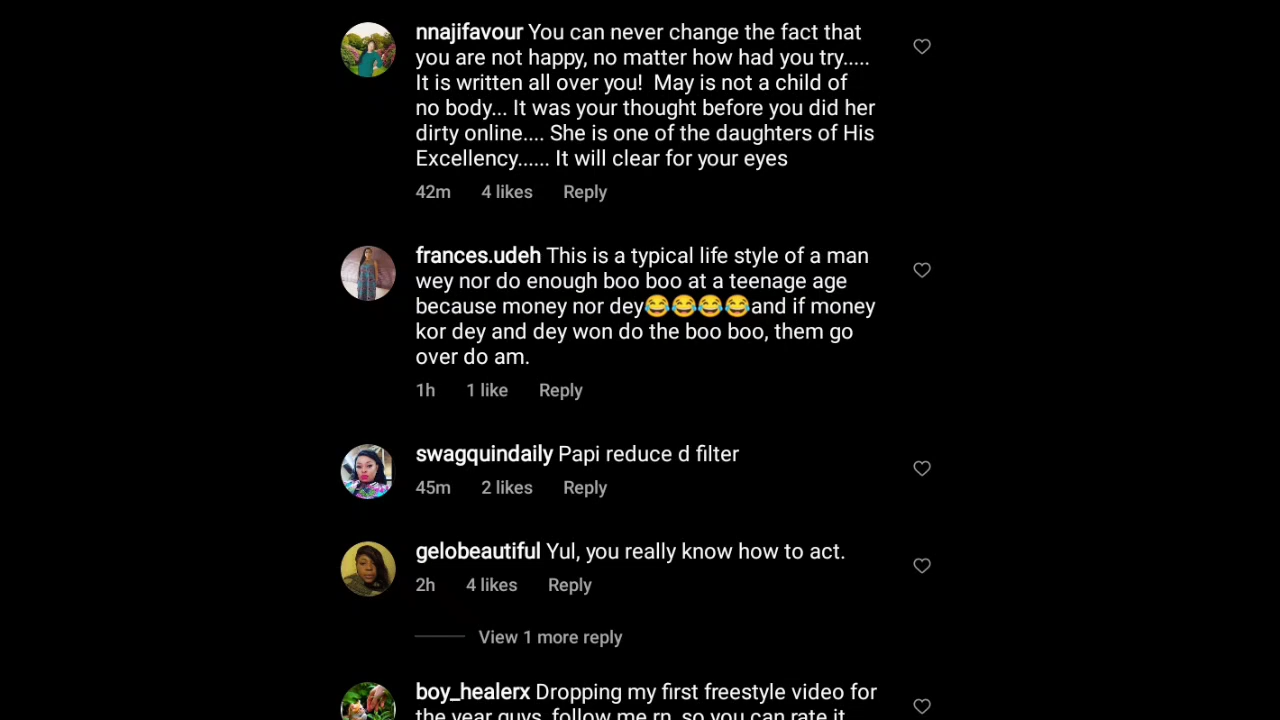 nnajifavour You can never change the fact that
you are not happy, no matter how had you try.....
It is written all over you! May is not a child of
no body... It was your thought before you did her
dirty online.... She is one of the daughters of His
Excellency...... It will clear for your eyes
42m 4 likes Reply
frances.udeh This is a typical life style of a man
wey nor do enough boo boo at a teenage age
because money nor dey😂😂😂😂and if money
kor dey and dey won do the boo boo, them go
over do am.
1h 1 like Reply
swagquindaily Papi reduce d filter
45m 2 likes Reply
gelobeautiful Yul, you really know how to act.
2h 4 likes Reply
View 1 more reply
boy_healerx Dropping my first freestyle video for
the year guys, follow me rn, so you can rate it